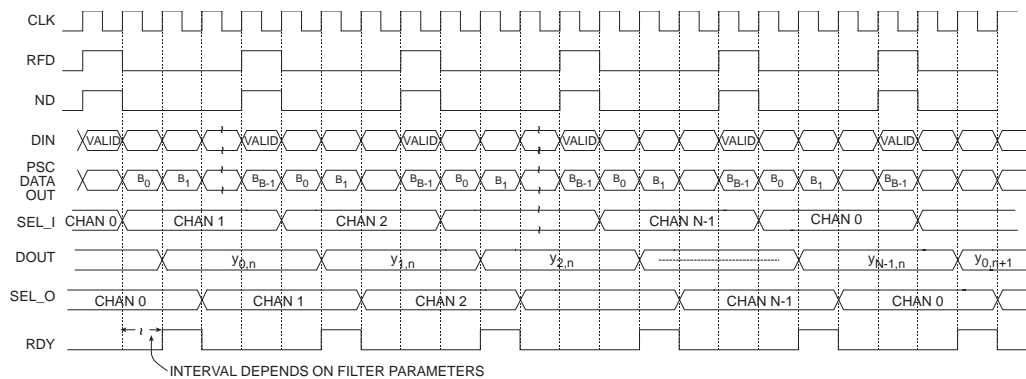 CLK
RFD
ND
DIN VALID VALID VALID VALID VALID VALID
PSC DATA OUT B0 B1 BB-1 B0 B1 BB-1 B0 B1 BB-1 B0 B1 BB-1 B0 B1 BB-1
SEL_I CHAN 0 CHAN 1 CHAN 2 CHAN N-1 CHAN 0
DOUT y0,n y1,n y2,n yN-1,n y0,n+1
SEL_O CHAN 0 CHAN 1 CHAN 2 CHAN N-1 CHAN 0
RDY
INTERVAL DEPENDS ON FILTER PARAMETERS